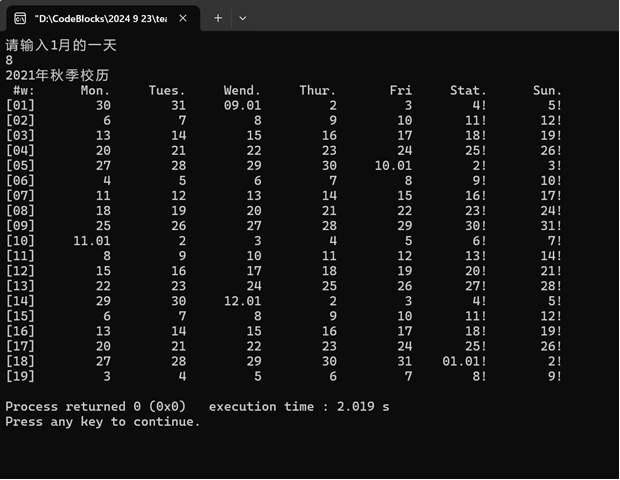 "D:\CodeBlocks\2024 9 23\tea
请输入1月的一天
8
2021年秋季校历
#w: Mon. Tues. Wend. Thur. Fri Stat. Sun.
[01] 30 31 09.01 2 3 4! 5!
[02] 6 7 8 9 10 11! 12!
[03] 13 14 15 16 17 18! 19!
[04] 20 21 22 23 24 25! 26!
[05] 27 28 29 30 10.01 2! 3!
[06] 4 5 6 7 8 9! 10!
[07] 11 12 13 14 15 16! 17!
[08] 18 19 20 21 22 23! 24!
[09] 25 26 27 28 29 30! 31!
[10] 11.01 2 3 4 5 6! 7!
[11] 8 9 10 11 12 13! 14!
[12] 15 16 17 18 19 20! 21!
[13] 22 23 24 25 26 27! 28!
[14] 29 30 12.01 2 3 4! 5!
[15] 6 7 8 9 10 11! 12!
[16] 13 14 15 16 17 18! 19!
[17] 20 21 22 23 24 25! 26!
[18] 27 28 29 30 31 01.01! 2!
[19] 3 4 5 6 7 8! 9!
Process returned 0 (0x0) execution time : 2.019 s
Press any key to continue.